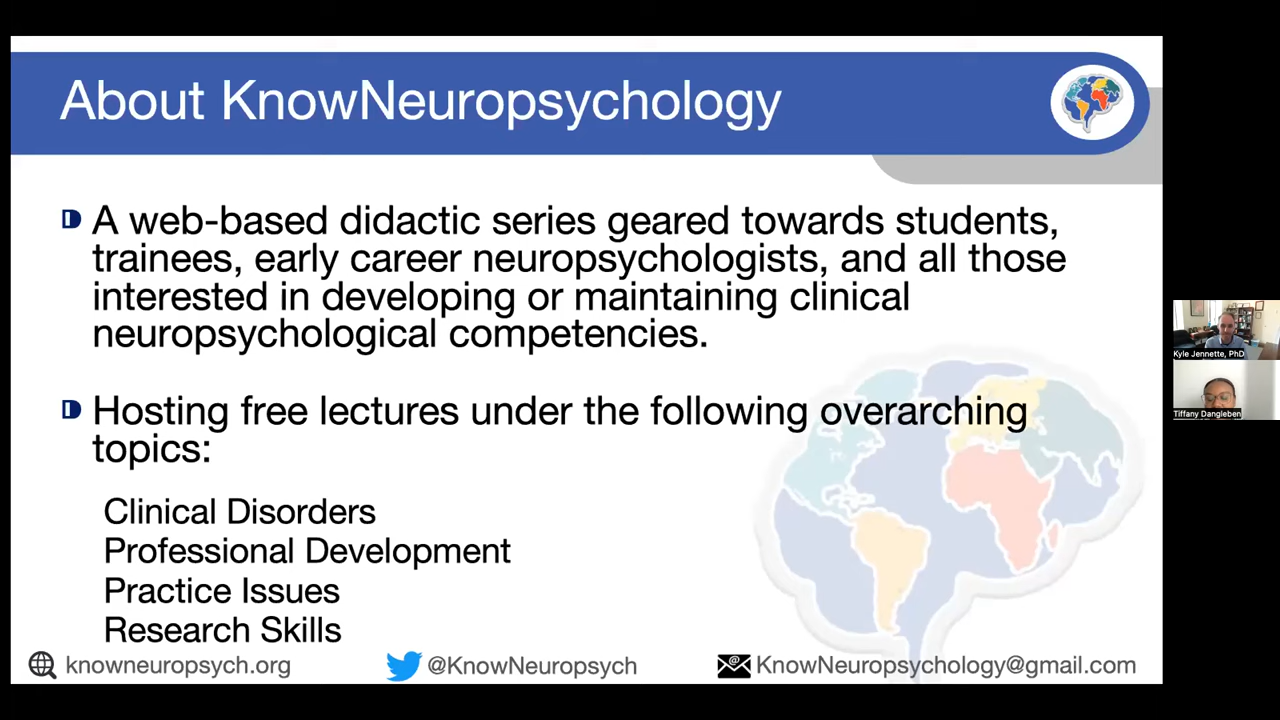 About KnowNeuropsychology
A web-based didactic series geared towards students,
trainees, early career neuropsychologists, and all those
interested in developing or maintaining clinical
neuropsychological competencies.
Hosting free lectures under the following overarching
topics:
Clinical Disorders
Professional Development
Practice Issues
Research Skills
knowneuropsych.org
@KnowNeuropsych
KnowNeuropsychology@gmail.com
Kyle Jennette, PhD
Tiffany Dangleben